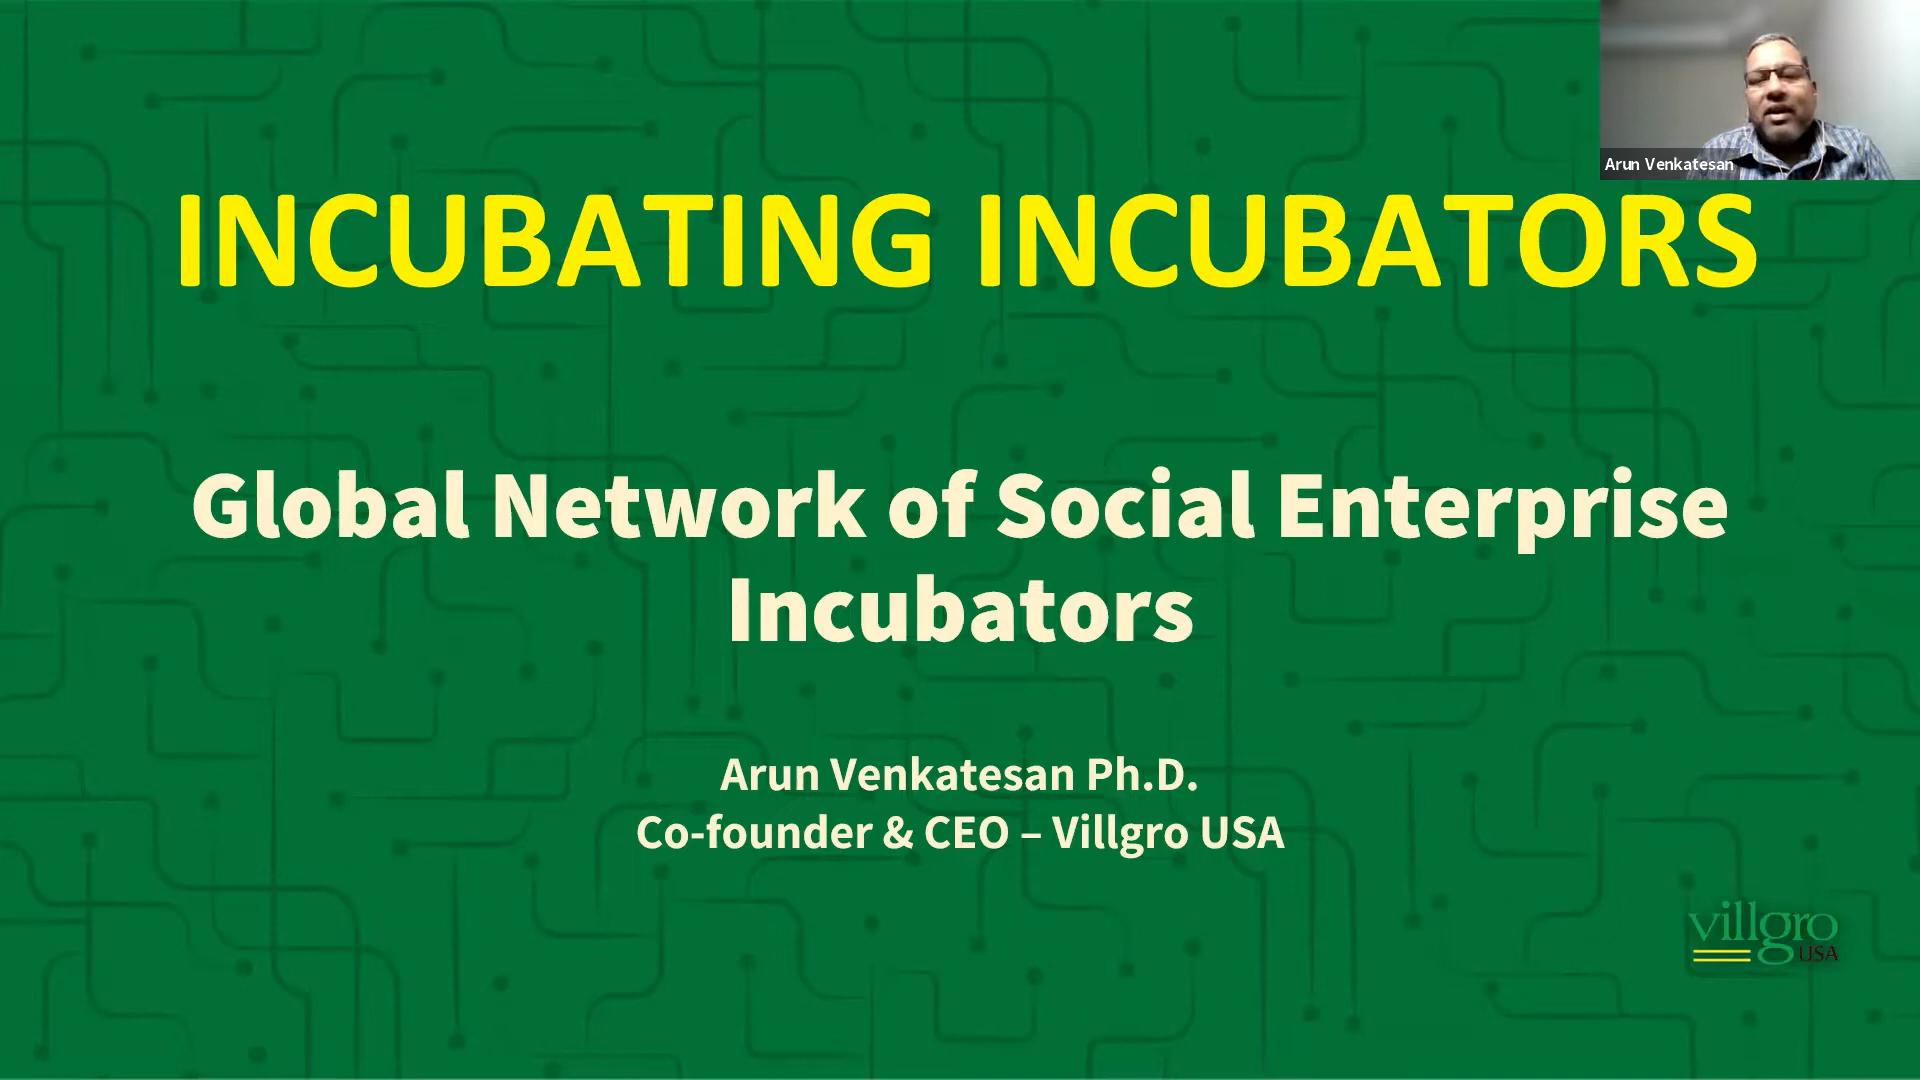 Arun Venkatesan
INCUBATING INCUBATORS
Global Network of Social Enterprise
Incubators
Arun Venkatesan Ph.D.
Co-founder & CEO – Villgro USA
villgro
USA